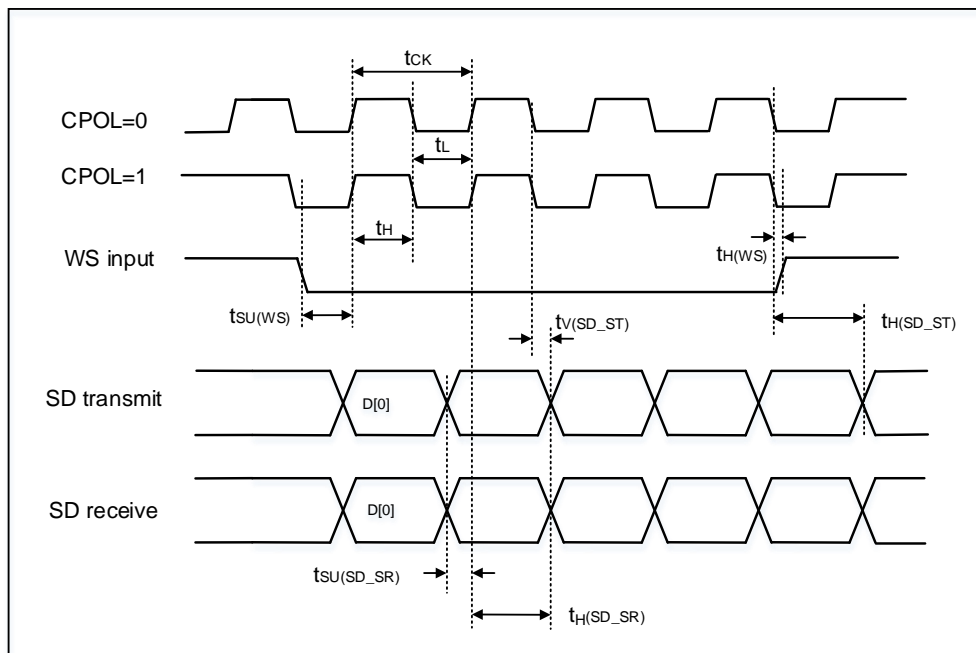 tCK
CPOL=0
tL
CPOL=1
tH
tH(WS)
WS input
tSU(WS)
tV(SD_ST)
tH(SD_ST)
SD transmit
D[0]
SD receive
D[0]
tSU(SD_SR)
tH(SD_SR)